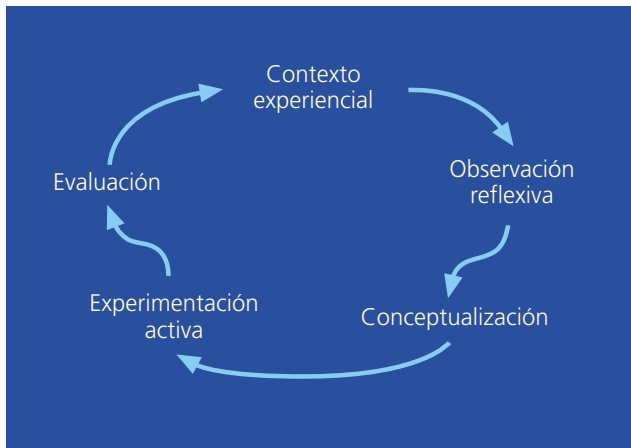 Contexto
experiencial
Observación
reflexiva
Conceptualización
Experimentación
activa
Evaluación